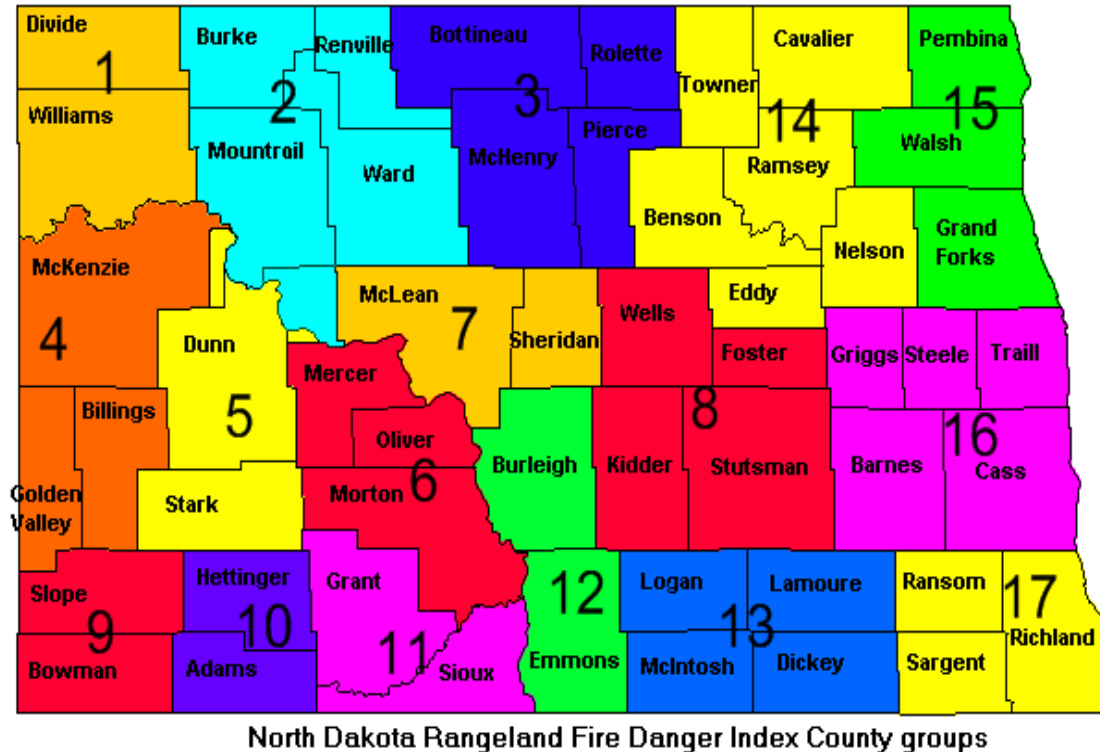 Divide
Burke
Renville
Bottineau
Rolette
Cavalier
Pembina
1
2
3
Towner
14
15
Williams
Mountrail
Ward
McHenry
Pierce
Ramsey
Walsh
Benson
Nelson
Grand
Forks
McKenzie
McLean
Wells
Eddy
4
Dunn
7
Sheridan
Foster
Griggs
Steele
Traill
Mercer
Billings
5
Oliver
8
16
Golden
Valley
Stark
Morton
6
Burleigh
Kidder
Stutsman
Barnes
Cass
Slope
Hettinger
Grant
12
Logan
Lamoure
Ransom
17
9
10
11
13
Richland
Bowman
Adams
Sioux
Emmons
McIntosh
Dickey
Sargent
North Dakota Rangeland Fire Danger Index County groups